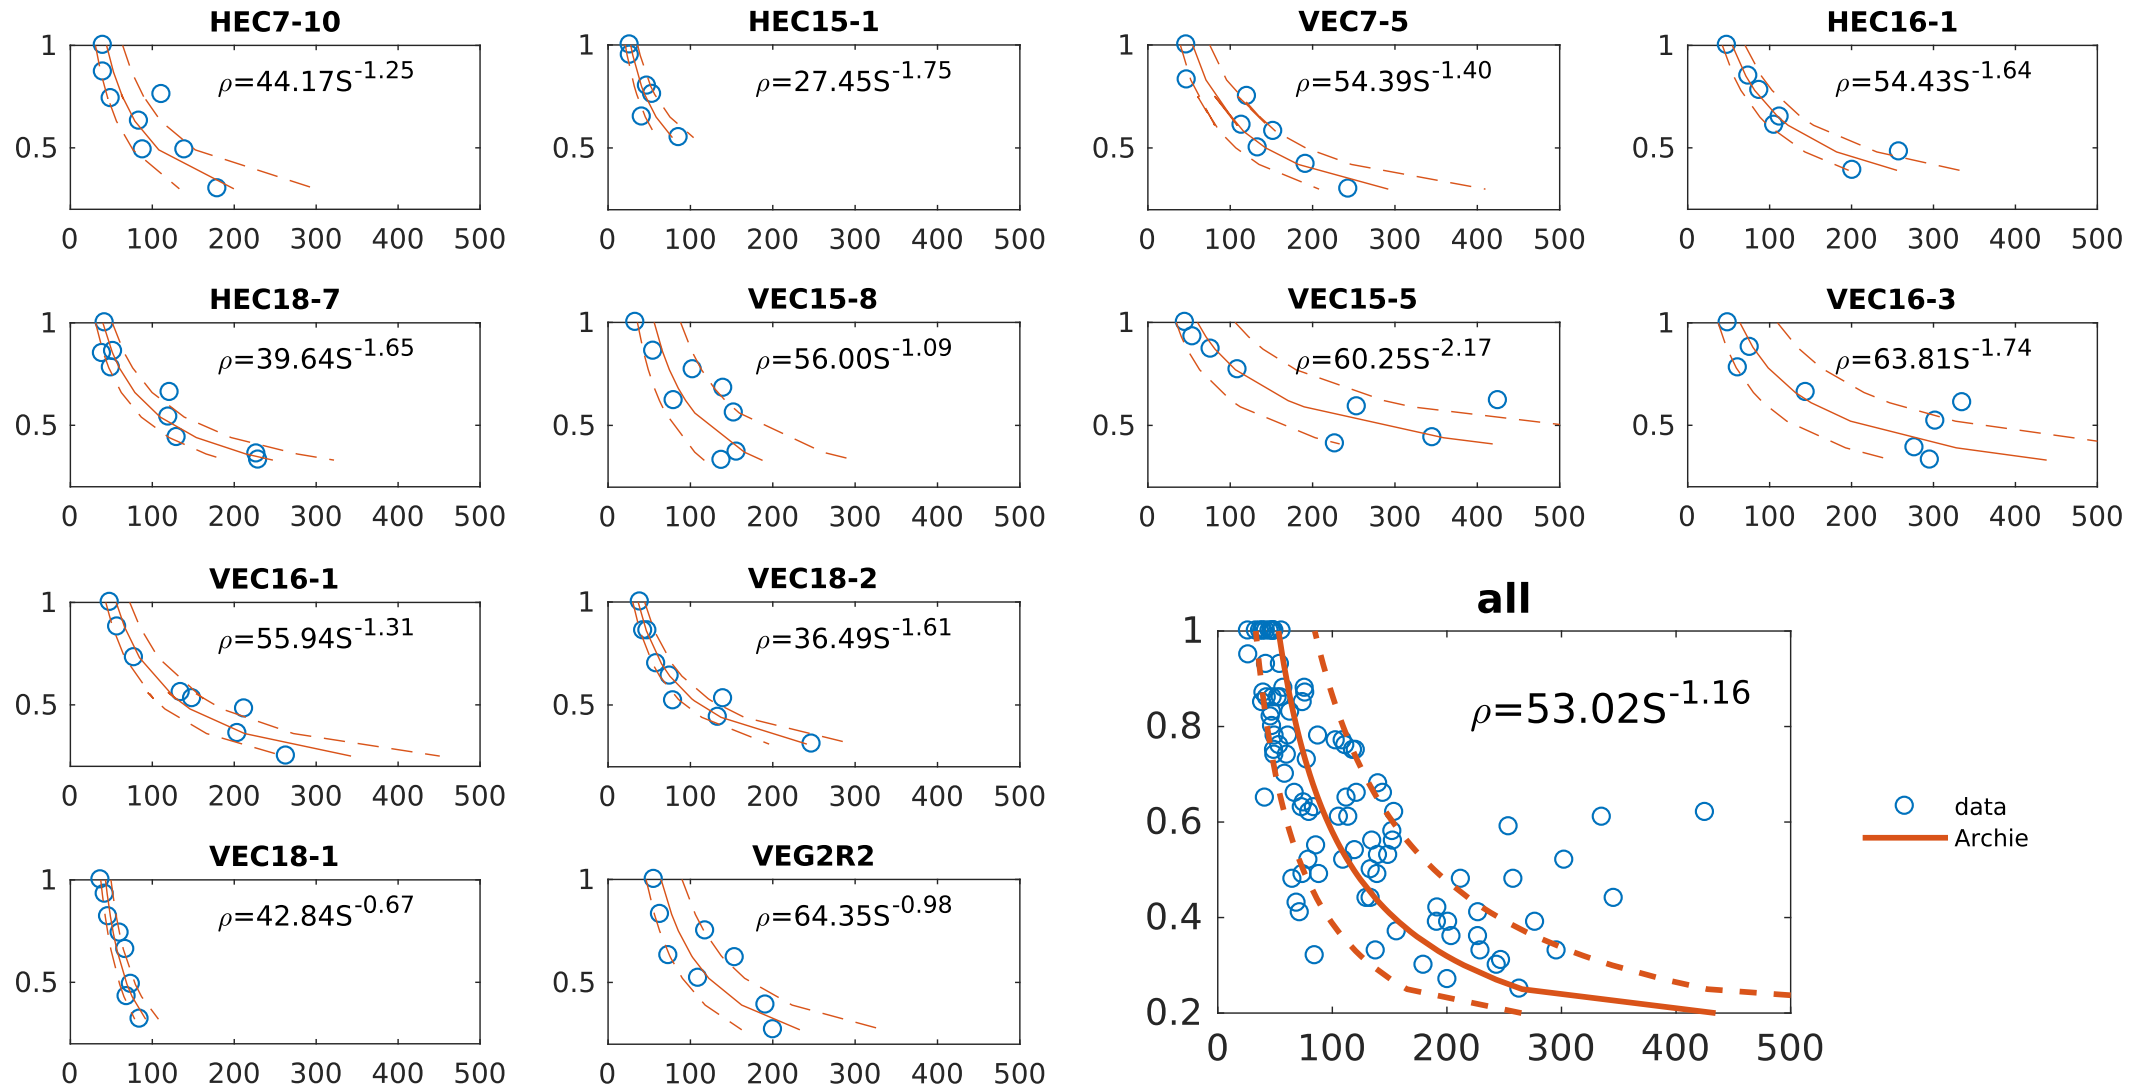 HEC7-10
1
0.5
ρ=44.17S^-1.25
0 100 200 300 400 500
HEC15-1
1
0.5
ρ=27.45S^-1.75
0 100 200 300 400 500
VEC7-5
1
0.5
ρ=54.39S^-1.40
0 100 200 300 400 500
HEC16-1
1
0.5
ρ=54.43S^-1.64
0 100 200 300 400 500
HEC18-7
1
0.5
ρ=39.64S^-1.65
0 100 200 300 400 500
VEC15-8
1
0.5
ρ=56.00S^-1.09
0 100 200 300 400 500
VEC15-5
1
0.5
ρ=60.25S^-2.17
0 100 200 300 400 500
VEC16-3
1
0.5
ρ=63.81S^-1.74
0 100 200 300 400 500
VEC16-1
1
0.5
ρ=55.94S^-1.31
0 100 200 300 400 500
VEC18-2
1
0.5
ρ=36.49S^-1.61
0 100 200 300 400 500
VEC18-1
1
0.5
ρ=42.84S^-0.67
0 100 200 300 400 500
VEG2R2
1
0.5
ρ=64.35S^-0.98
0 100 200 300 400 500
all
1
0.8
0.6
0.4
0.2
ρ=53.02S^-1.16
0 100 200 300 400 500
data
Archie